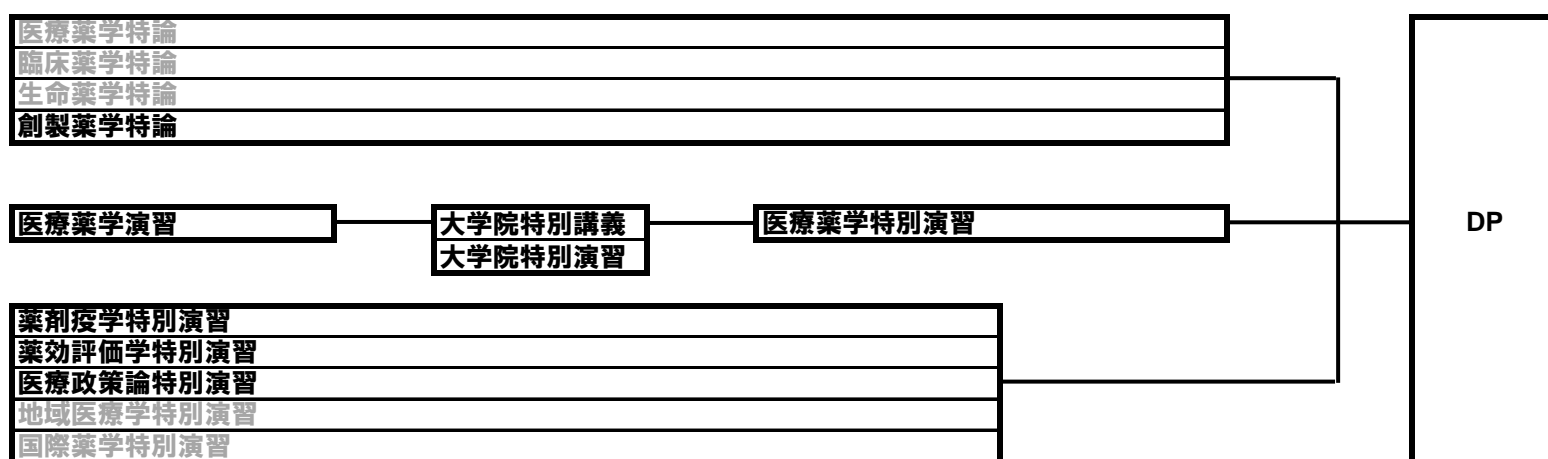 医療薬学特論
臨床薬学特論
生命薬学特論
創製薬学特論
医療薬学演習
大学院特別講義
大学院特別演習
医療薬学特別演習
DP
薬剤疫学特別演習
薬効評価学特別演習
医療政策論特別演習
地域医療学特別演習
国際薬学特別演習